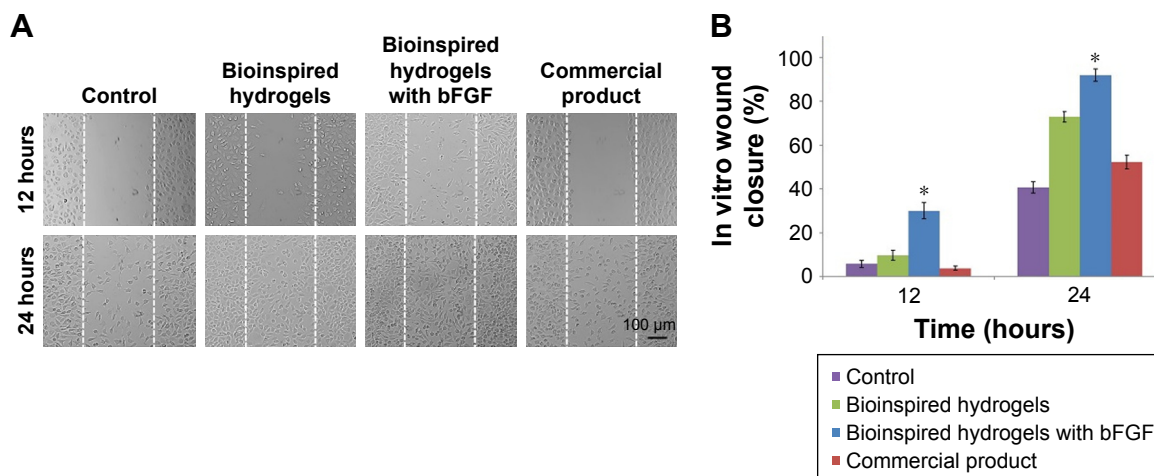 A
Control
Bioinspired
hydrogels
Bioinspired
hydrogels
with bFGF
Commercial
product
12 hours
24 hours
100 µm
B
In vitro wound
closure (%)
100
80
60
40
20
0
*
*
12
24
Time (hours)
Control
Bioinspired hydrogels
Bioinspired hydrogels with bFGF
Commercial product